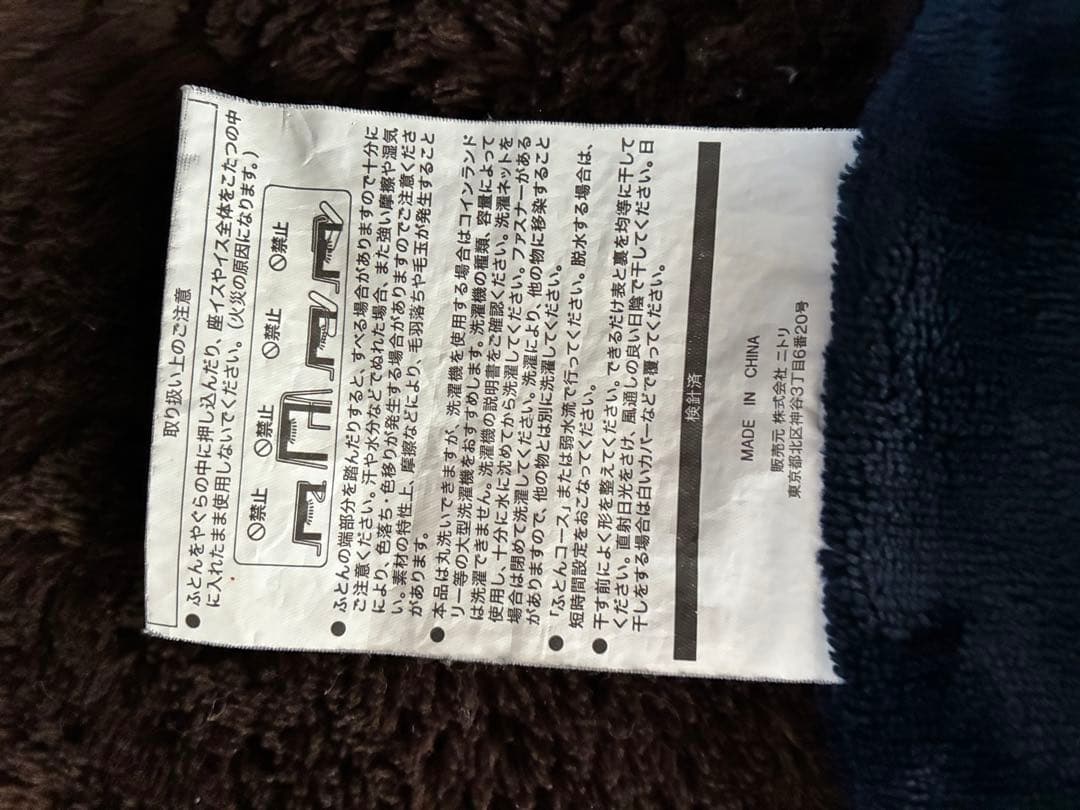 取り扱い上のご注意
●ふとんをやぐらの中に押し込んだり、座イスやイス全体をこたつの中
に入れたまま使用しないでください。(火災の原因になります。)
禁止 禁止 禁止 禁止
●ふとんの端部分を踏んだりすると、すべる場合がありますので十分に
ご注意ください。汗や水分などでぬれた場合、また強い摩擦や湿気
により、色落ち、色移りが発生する場合がありますのでご注意くださ
い。素材の特性上、摩擦などにより、毛羽落ちや毛玉が発生すること
があります。
●本品は丸洗いできますが、洗濯機を使用する場合はコインランド
リー等の大型洗濯機をおすすめします。洗濯機の種類、容量によって
は洗濯できません。洗濯機の説明書をご確認ください。洗濯ネットを
使用し、十分に水に沈めてから洗濯してください。ファスナーがある
場合は閉めて洗濯してください。洗濯により、他の物に移染すること
がありますので、他の物とは別に洗濯してください。
●「ふとんコース」または弱水流で行ってください。脱水する場合は、
短時間設定をおこなってください。
●干す前によく形を整えてください。できるだけ表と裏を均等に干して
ください。直射日光をさけ、風通しの良い日陰で干してください。日
干しをする場合は白いカバーなどで覆ってください。
検針済
MADE IN CHINA
販売元 株式会社 ニトリ
東京都北区神谷3丁目6番20号